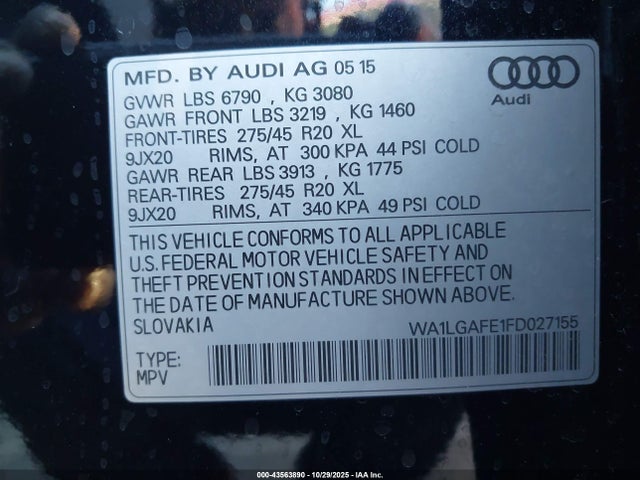 MFD. BY AUDI AG 05 15
GVWR LBS 6790 , KG 3080
GAWR FRONT LBS 3219 , KG 1460
FRONT-TIRES 275/45 R20 XL
9JX20 RIMS, AT 300 KPA 44 PSI COLD
GAWR REAR LBS 3913 , KG 1775
REAR-TIRES 275/45 R20 XL
9JX20 RIMS, AT 340 KPA 49 PSI COLD
Audi
THIS VEHICLE CONFORMS TO ALL APPLICABLE
U.S. FEDERAL MOTOR VEHICLE SAFETY AND
THEFT PREVENTION STANDARDS IN EFFECT ON
THE DATE OF MANUFACTURE SHOWN ABOVE.
SLOVAKIA WA1LGAFE1FD027155
TYPE:
MPV
000-43563890 - 10/29/2025 - IAA Inc.